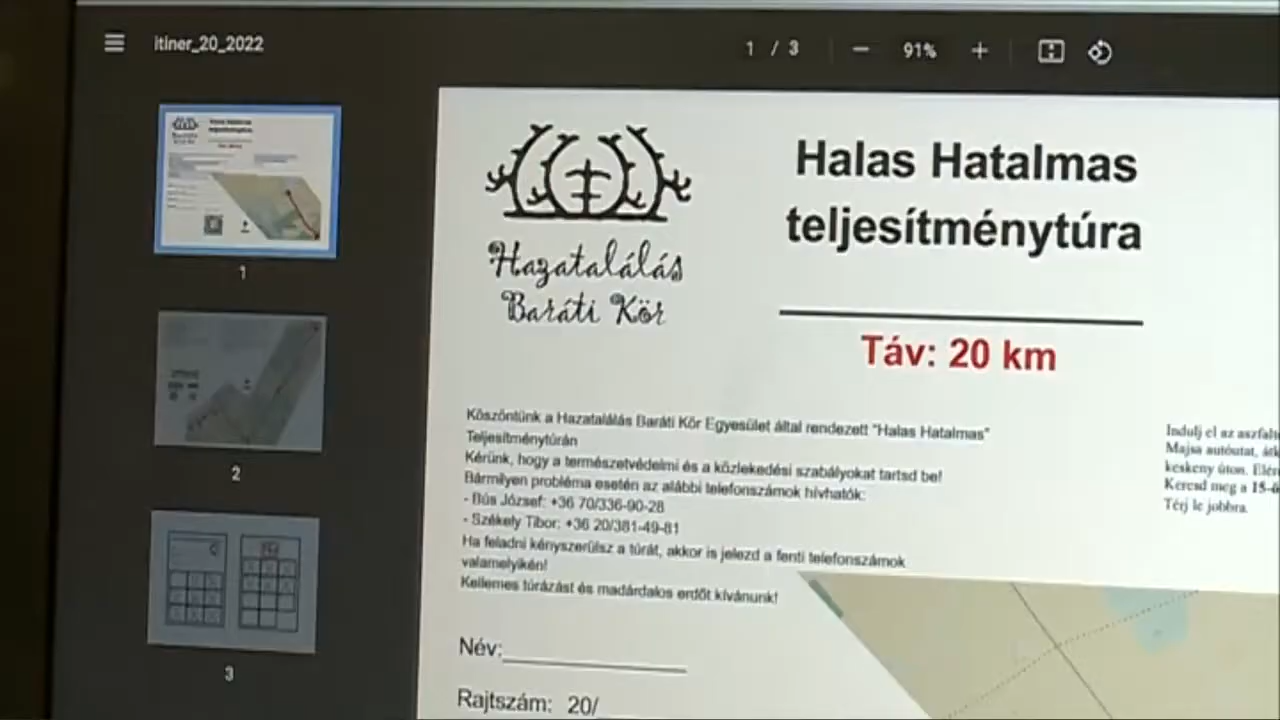 itiner_20_2022
1 / 3
91%
1
2
3
Hazatalálás
Baráti Kör
Halas Hatalmas
teljesítménytúra
Táv: 20 km
Köszöntünk a Hazatalálás Baráti Kör Egyesület által rendezett "Halas Hatalmas"
Teljesítménytúrán
Kérünk, hogy a természetvédelmi és a közlekedési szabályokat tartsd be!
Bármilyen probléma esetén az alábbi telefonszámok hívhatók:
- Bús József: +36 70/336-90-28
- Székely Tibor: +36 20/381-49-81
Ha feladni kényszerülsz a túrát, akkor is jelezd a fenti telefonszámok
valamelyikén!
Kellemes túrázást és madárdalos erdőt kívánunk!
Név:
Rajtszám: 20/
Indulj el az aszfalt
Majsa autóutat, átk
keskeny úton. Elér
Keresd meg a 15-ö
Térj le jobbra.